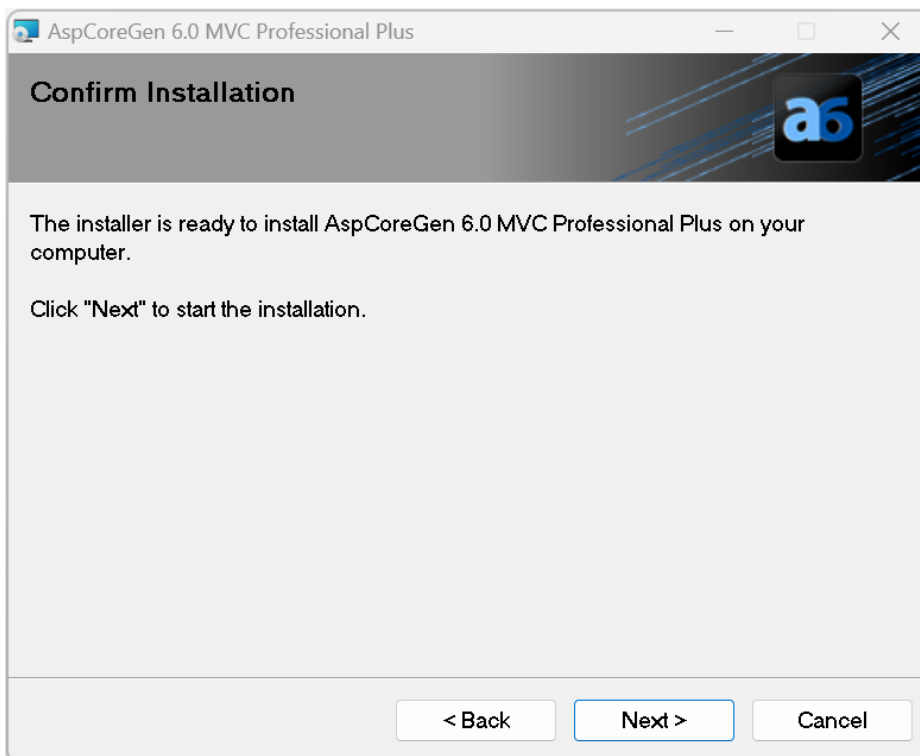 AspCoreGen 6.0 MVC Professional Plus
Confirm Installation
a6
The installer is ready to install AspCoreGen 6.0 MVC Professional Plus on your
computer.
Click "Next" to start the installation.
< Back
Next >
Cancel